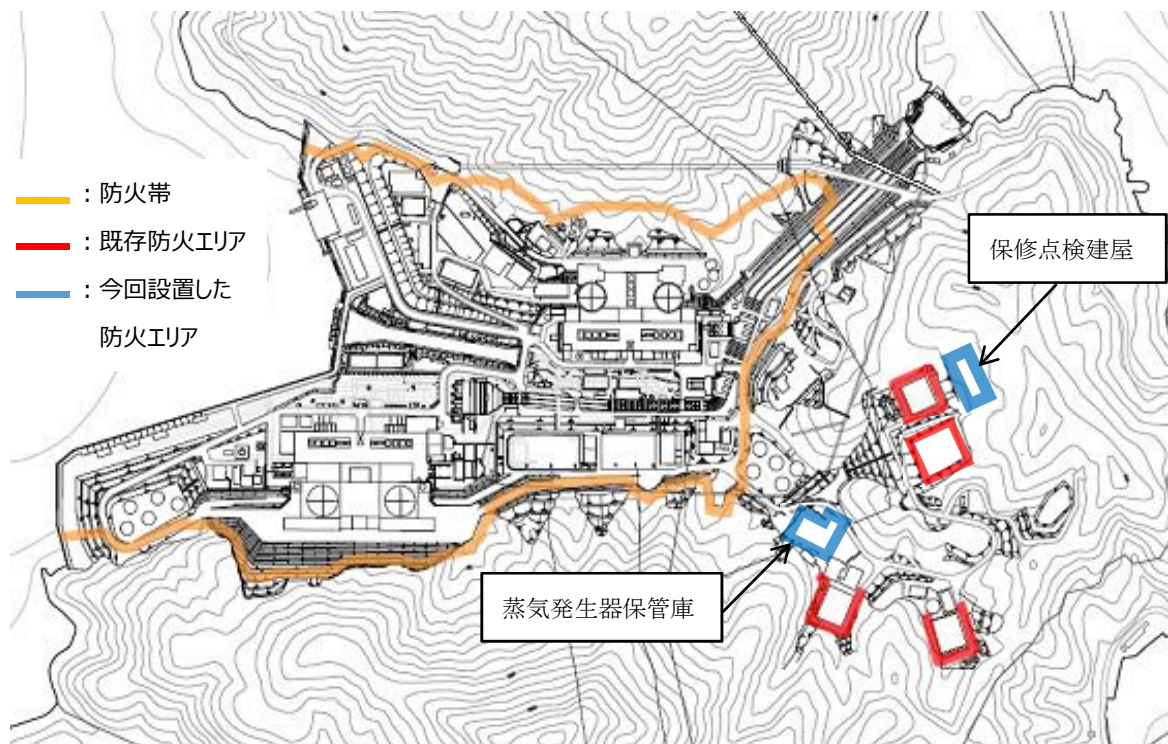 ：防火帯
：既存防火エリア
：今回設置した
防火エリア
保修点検建屋
蒸気発生器保管庫